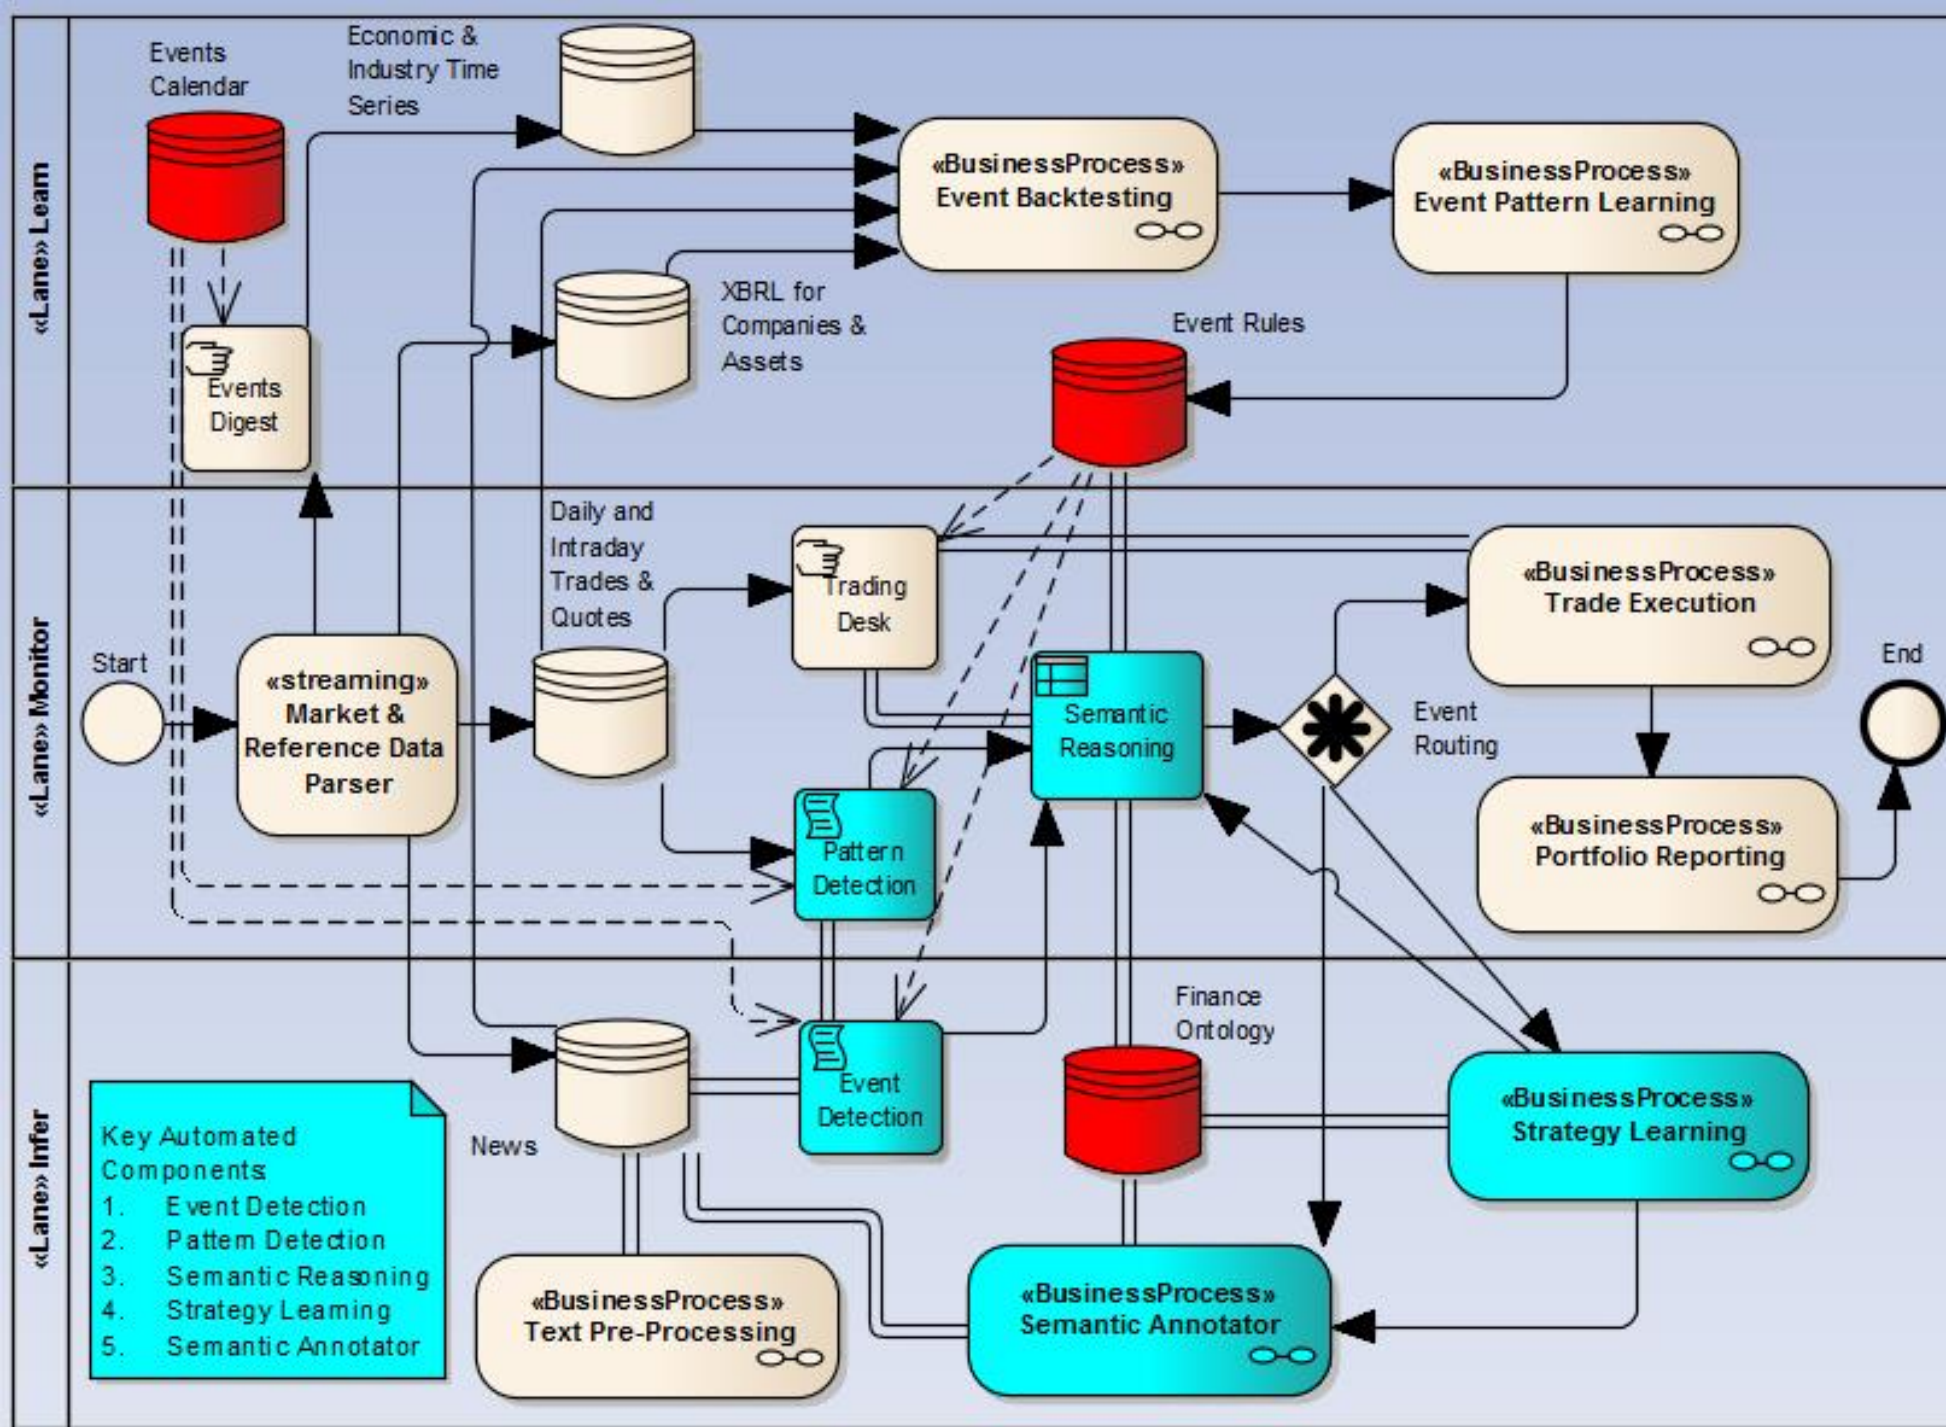 «Lane» Learn
Events
Calendar
Economic &
Industry Time
Series
«BusinessProcess»
Event Backtesting
«BusinessProcess»
Event Pattern Learning
XBRL for
Companies &
Assets
Event Rules
Events
Digest
«Lane» Monitor
Start
«streaming»
Market &
Reference Data
Parser
Daily and
Intraday
Trades &
Quotes
Trading
Desk
Semantic
Reasoning
Pattern
Detection
Event
Routing
«BusinessProcess»
Trade Execution
End
«BusinessProcess»
Portfolio Reporting
«Lane» Infer
Key Automated
Components:
1. Event Detection
2. Pattern Detection
3. Semantic Reasoning
4. Strategy Learning
5. Semantic Annotator
News
Event
Detection
Finance
Ontology
«BusinessProcess»
Strategy Learning
«BusinessProcess»
Text Pre-Processing
«BusinessProcess»
Semantic Annotator